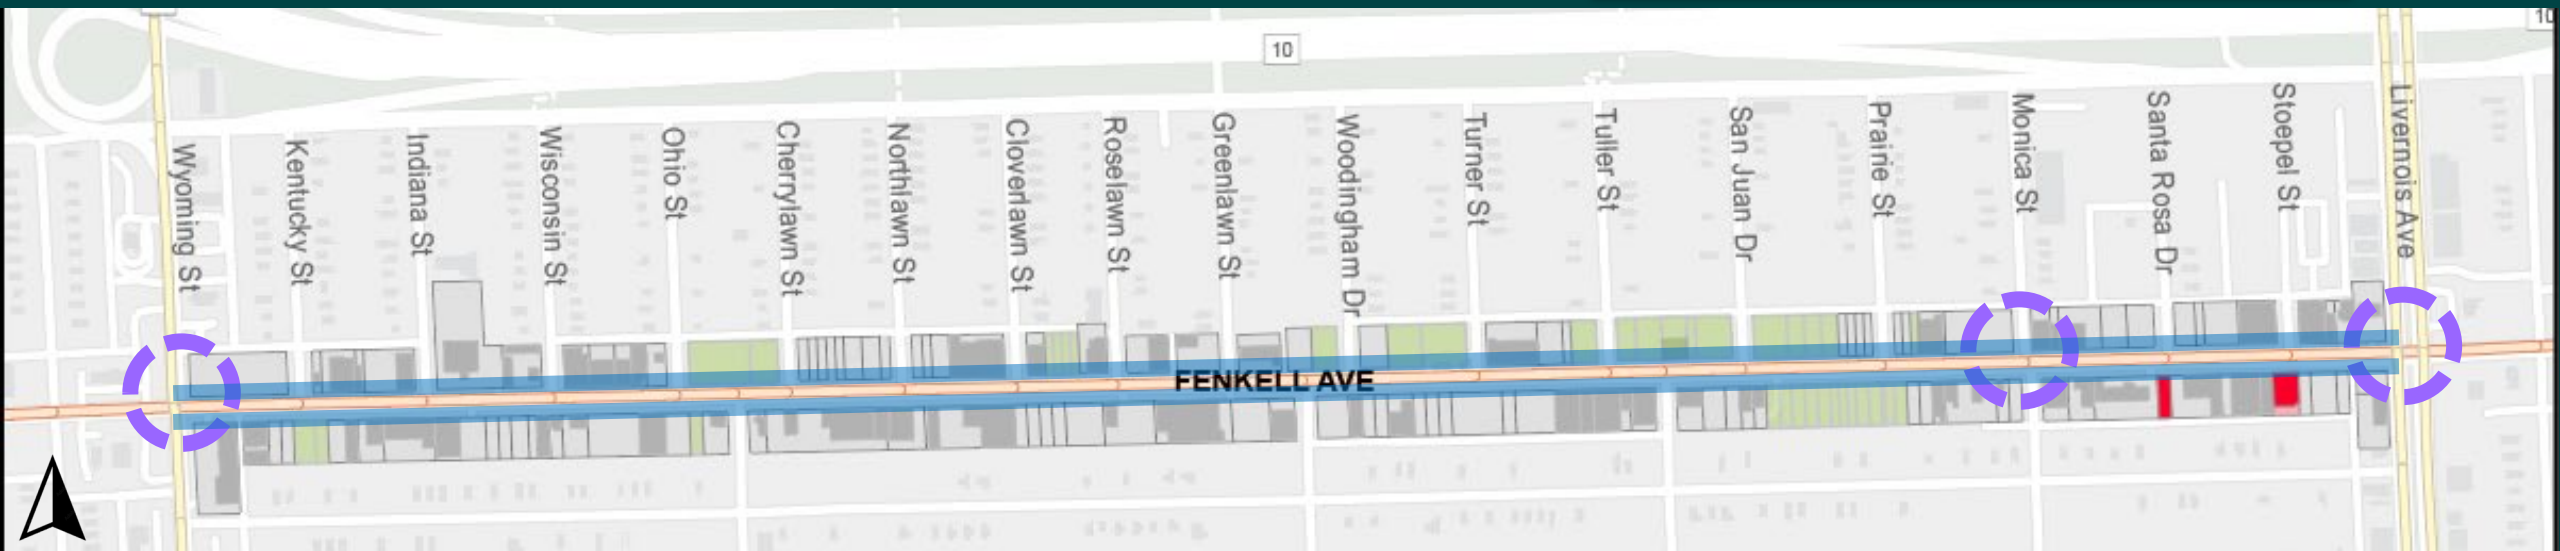 10
10
Wyoming St
Kentucky St
Indiana St
Wisconsin St
Ohio St
Cherrylawn St
Northlawn St
Cloverlawn St
Roselawn St
Greenlawn St
Woodingham Dr
Turner St
Tuller St
San Juan Dr
Prairie St
Monica St
Santa Rosa Dr
Stoepel St
Livernois Ave
FENKELL AVE